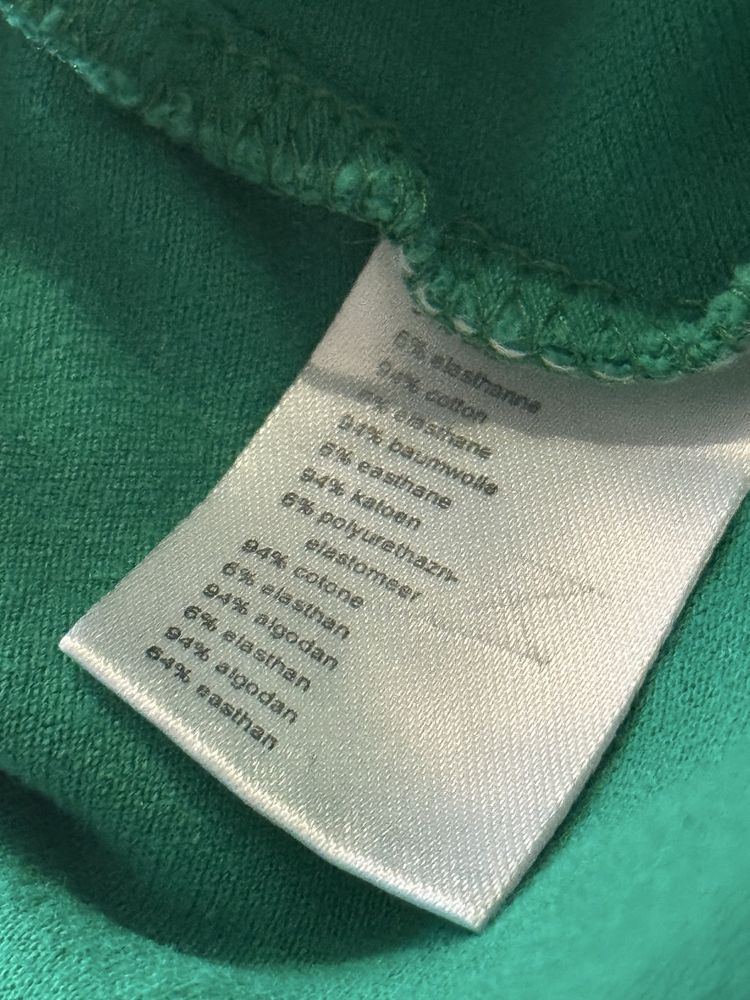 6% elasthanne
94% cotton
6% elasthane
94% baumwolle
6% easthane
94% katoen
6% polyurethazn-
elastomeer
94% cotone
6% elasthan
94% algodan
6% elasthan
94% algodan
64% easthan